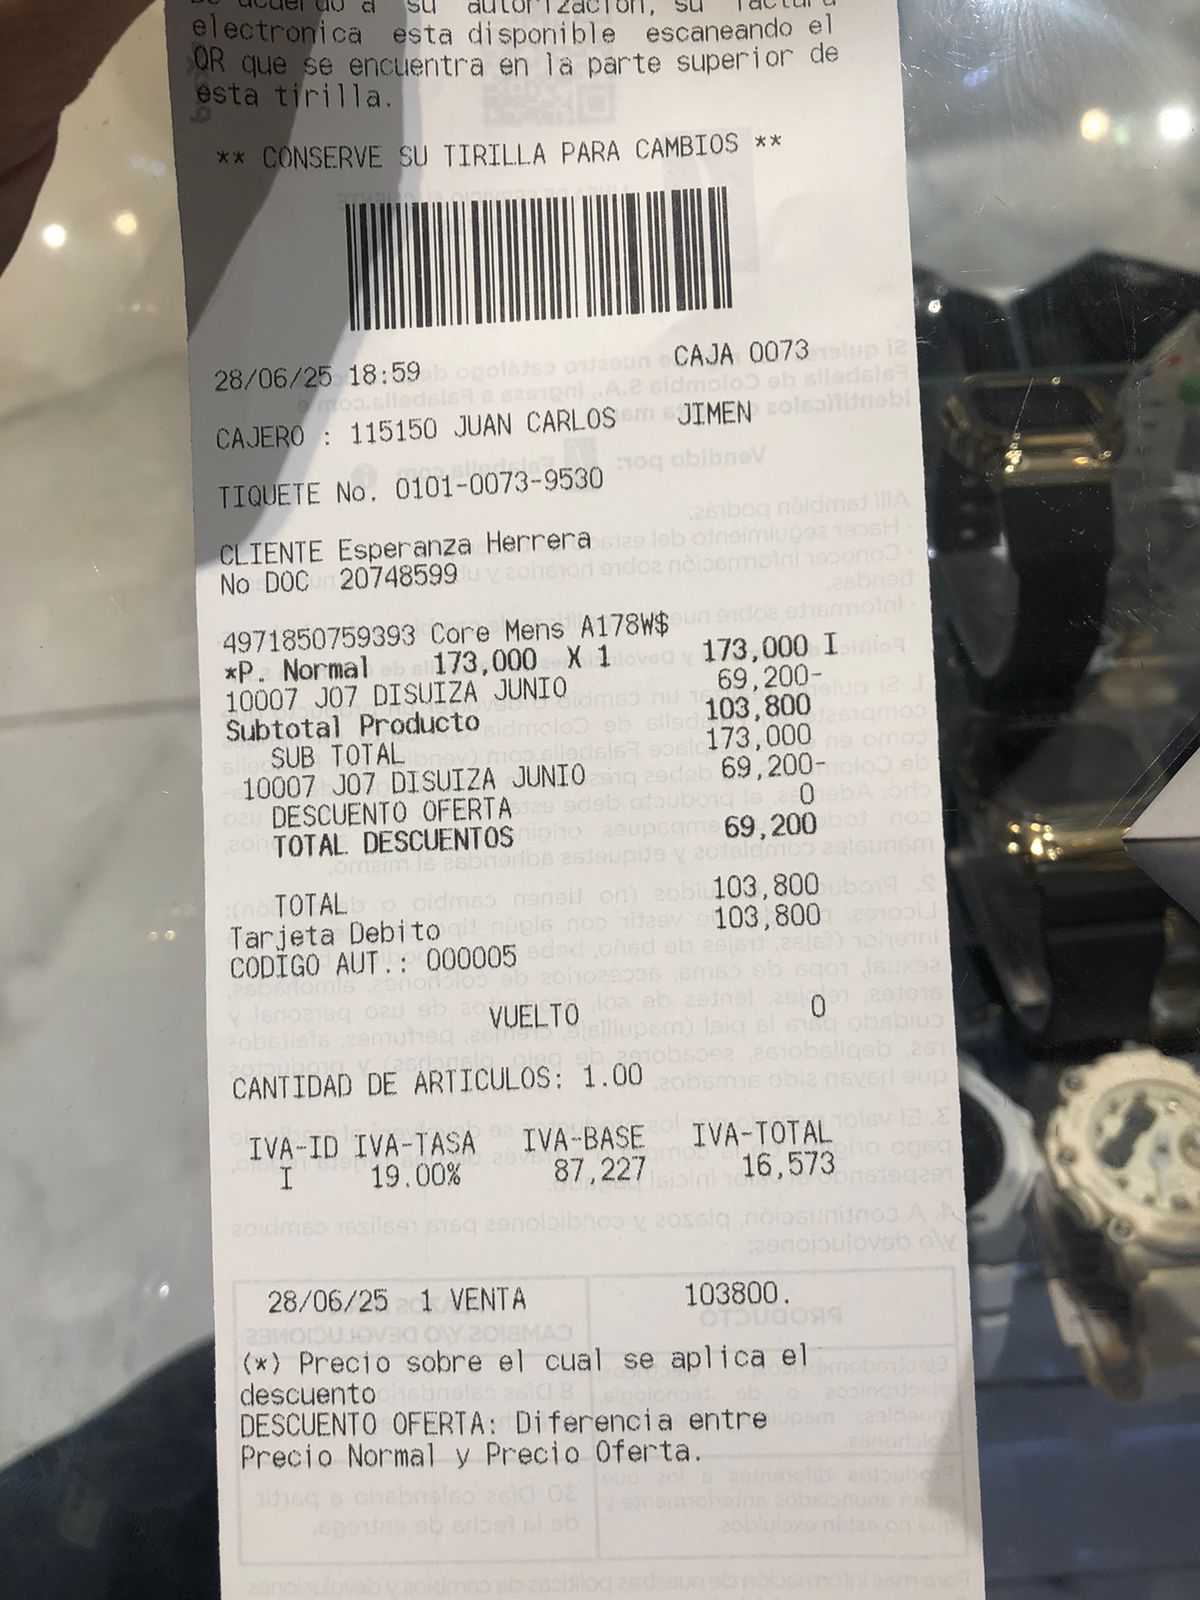 De acuerdo a su autorización, su factura
electronica esta disponible escaneando el
QR que se encuentra en la parte superior de
esta tirilla.
** CONSERVE SU TIRILLA PARA CAMBIOS **
28/06/25 18:59 CAJA 0073
CAJERO : 115150 JUAN CARLOS JIMEN
TIQUETE No. 0101-0073-9530
CLIENTE Esperanza Herrera
No DOC 20748599
4971850759393 Core Mens A178W$
*P. Normal 173,000 X 1 173,000 I
10007 J07 DISUIZA JUNIO 69,200-
Subtotal Producto 103,800
SUB TOTAL 173,000
10007 J07 DISUIZA JUNIO 69,200-
DESCUENTO OFERTA 0
TOTAL DESCUENTOS 69,200
TOTAL 103,800
Tarjeta Debito 103,800
CODIGO AUT.: 000005
VUELTO 0
CANTIDAD DE ARTICULOS: 1.00
IVA-ID IVA-TASA IVA-BASE IVA-TOTAL
I 19.00% 87,227 16,573
28/06/25 1 VENTA 103800.
(*) Precio sobre el cual se aplica el
descuento
DESCUENTO OFERTA: Diferencia entre
Precio Normal y Precio Oferta.